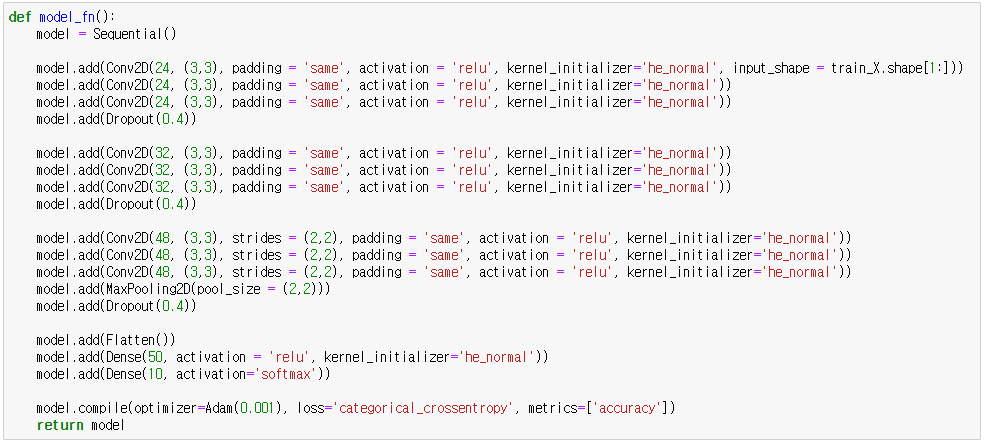 def model_fn():
    model = Sequential()

    model.add(Conv2D(24, (3,3), padding = 'same', activation = 'relu', kernel_initializer='he_normal', input_shape = train_X.shape[1:]))
    model.add(Conv2D(24, (3,3), padding = 'same', activation = 'relu', kernel_initializer='he_normal'))
    model.add(Conv2D(24, (3,3), padding = 'same', activation = 'relu', kernel_initializer='he_normal'))
    model.add(Dropout(0.4))

    model.add(Conv2D(32, (3,3), padding = 'same', activation = 'relu', kernel_initializer='he_normal'))
    model.add(Conv2D(32, (3,3), padding = 'same', activation = 'relu', kernel_initializer='he_normal'))
    model.add(Conv2D(32, (3,3), padding = 'same', activation = 'relu', kernel_initializer='he_normal'))
    model.add(Dropout(0.4))

    model.add(Conv2D(48, (3,3), strides = (2,2), padding = 'same', activation = 'relu', kernel_initializer='he_normal'))
    model.add(Conv2D(48, (3,3), strides = (2,2), padding = 'same', activation = 'relu', kernel_initializer='he_normal'))
    model.add(Conv2D(48, (3,3), strides = (2,2), padding = 'same', activation = 'relu', kernel_initializer='he_normal'))
    model.add(MaxPooling2D(pool_size = (2,2)))
    model.add(Dropout(0.4))

    model.add(Flatten())
    model.add(Dense(50, activation = 'relu', kernel_initializer='he_normal'))
    model.add(Dense(10, activation='softmax'))

    model.compile(optimizer=Adam(0.001), loss='categorical_crossentropy', metrics=['accuracy'])
    return model